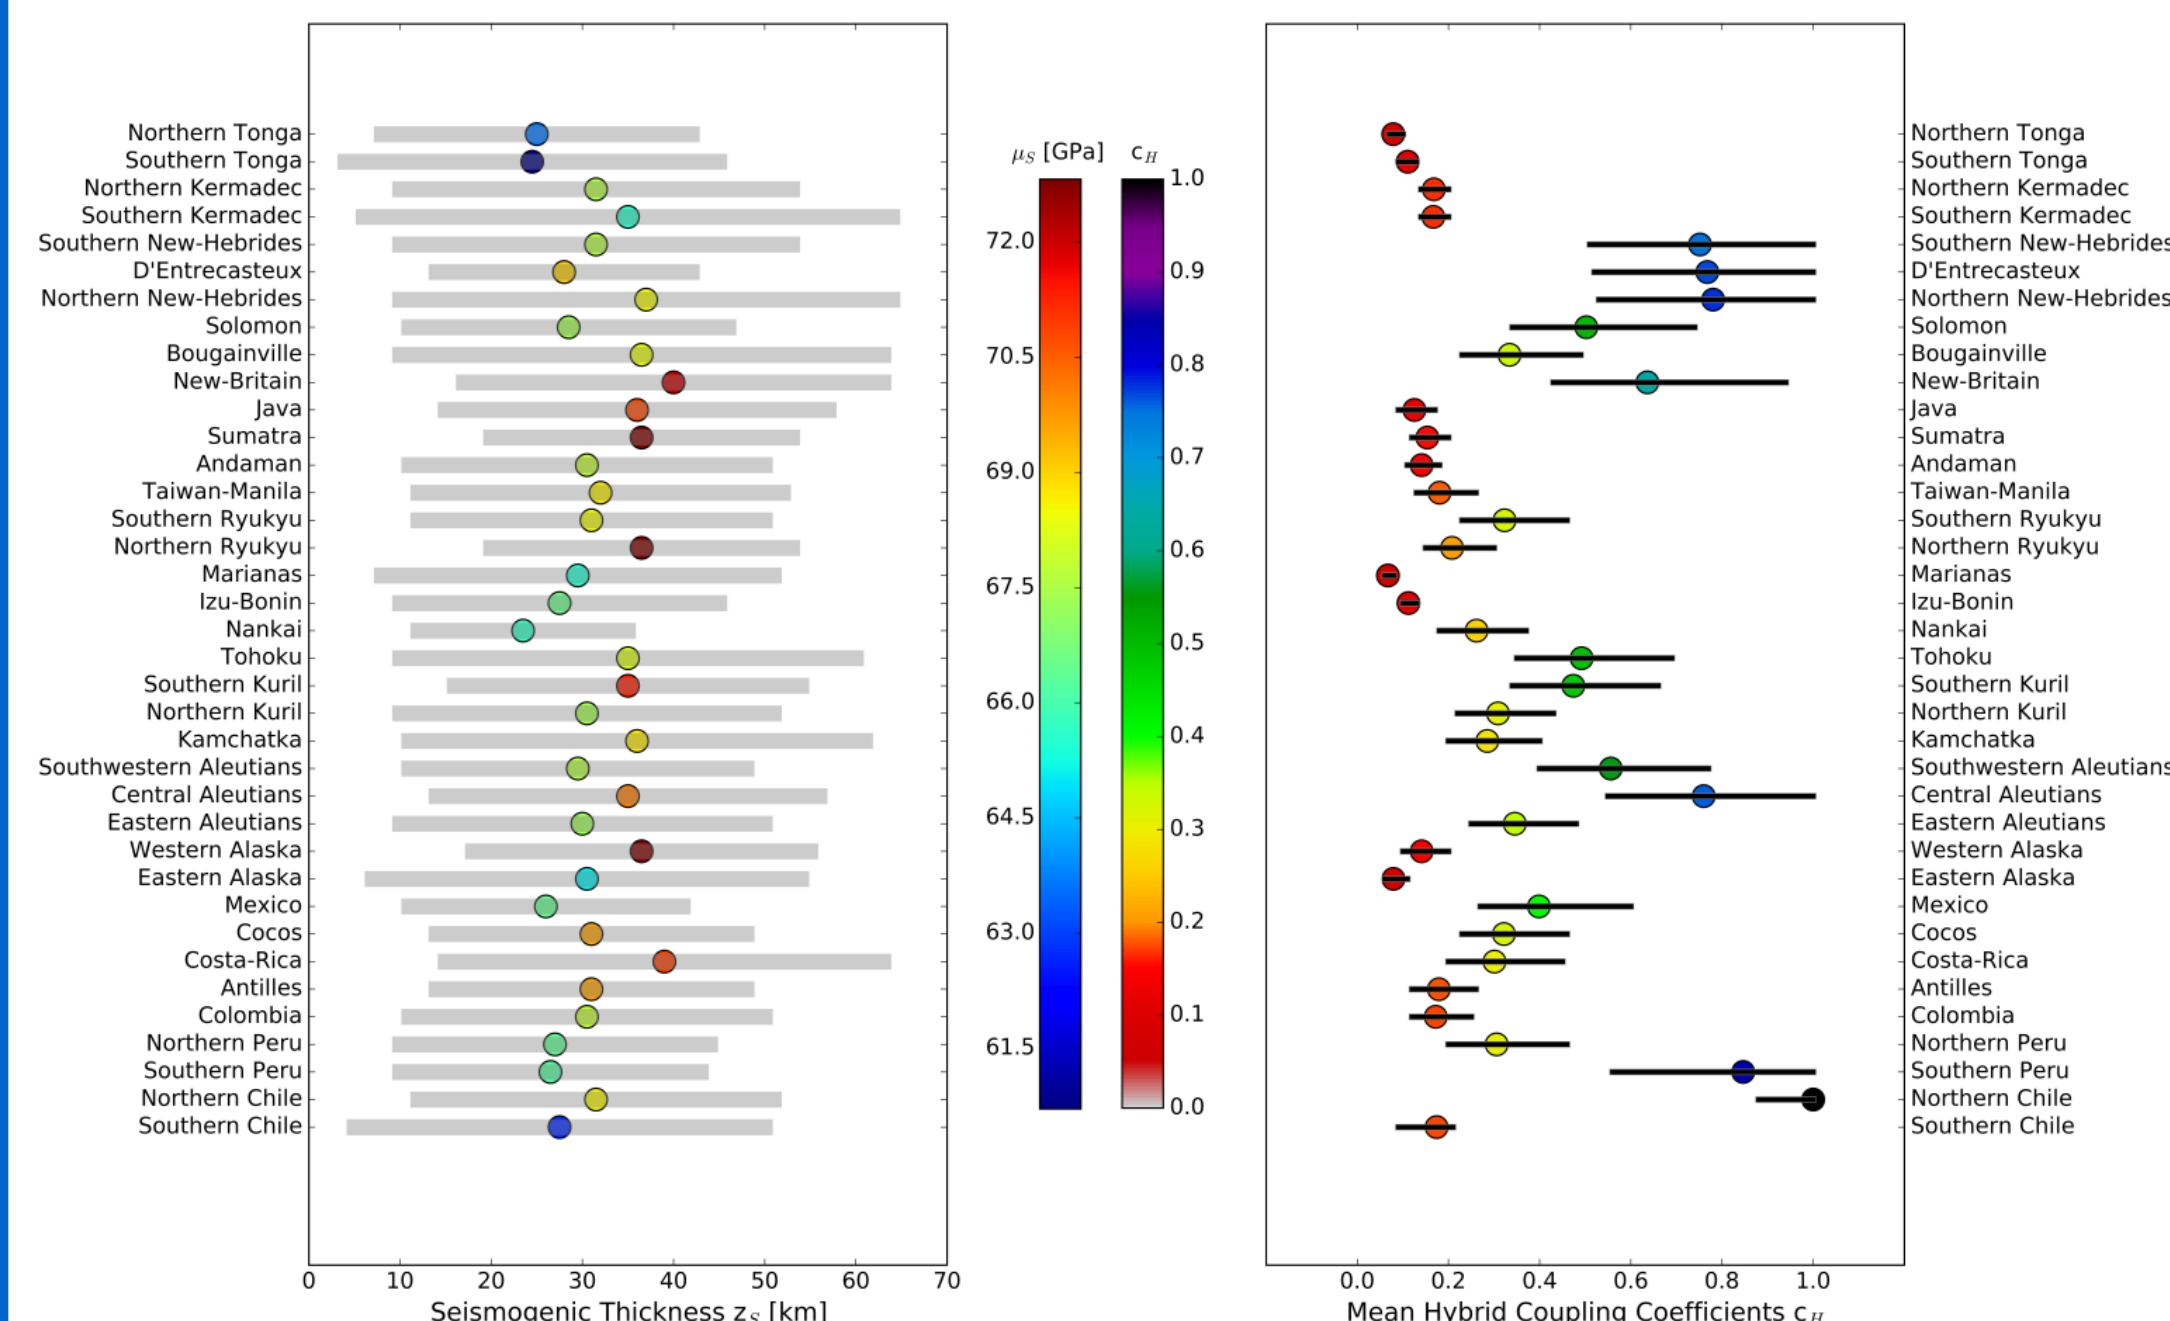 Northern Tonga
Southern Tonga
Northern Kermadec
Southern Kermadec
Southern New-Hebrides
D'Entrecasteux
Northern New-Hebrides
Solomon
Bougainville
New-Britain
Java
Sumatra
Andaman
Taiwan-Manila
Southern Ryukyu
Northern Ryukyu
Marianas
Izu-Bonin
Nankai
Tohoku
Southern Kuril
Northern Kuril
Kamchatka
Southwestern Aleutians
Central Aleutians
Eastern Aleutians
Western Alaska
Eastern Alaska
Mexico
Cocos
Costa-Rica
Antilles
Colombia
Northern Peru
Southern Peru
Northern Chile
Southern Chile
0 10 20 30 40 50 60 70
Seismogenic Thickness z_S [km]
μ_S [GPa]
72.0
70.5
69.0
67.5
66.0
64.5
63.0
61.5
c_H
1.0
0.9
0.8
0.7
0.6
0.5
0.4
0.3
0.2
0.1
0.0
Northern Tonga
Southern Tonga
Northern Kermadec
Southern Kermadec
Southern New-Hebrides
D'Entrecasteux
Northern New-Hebrides
Solomon
Bougainville
New-Britain
Java
Sumatra
Andaman
Taiwan-Manila
Southern Ryukyu
Northern Ryukyu
Marianas
Izu-Bonin
Nankai
Tohoku
Southern Kuril
Northern Kuril
Kamchatka
Southwestern Aleutians
Central Aleutians
Eastern Aleutians
Western Alaska
Eastern Alaska
Mexico
Cocos
Costa-Rica
Antilles
Colombia
Northern Peru
Southern Peru
Northern Chile
Southern Chile
0.0 0.2 0.4 0.6 0.8 1.0
Mean Hybrid Coupling Coefficients c_H